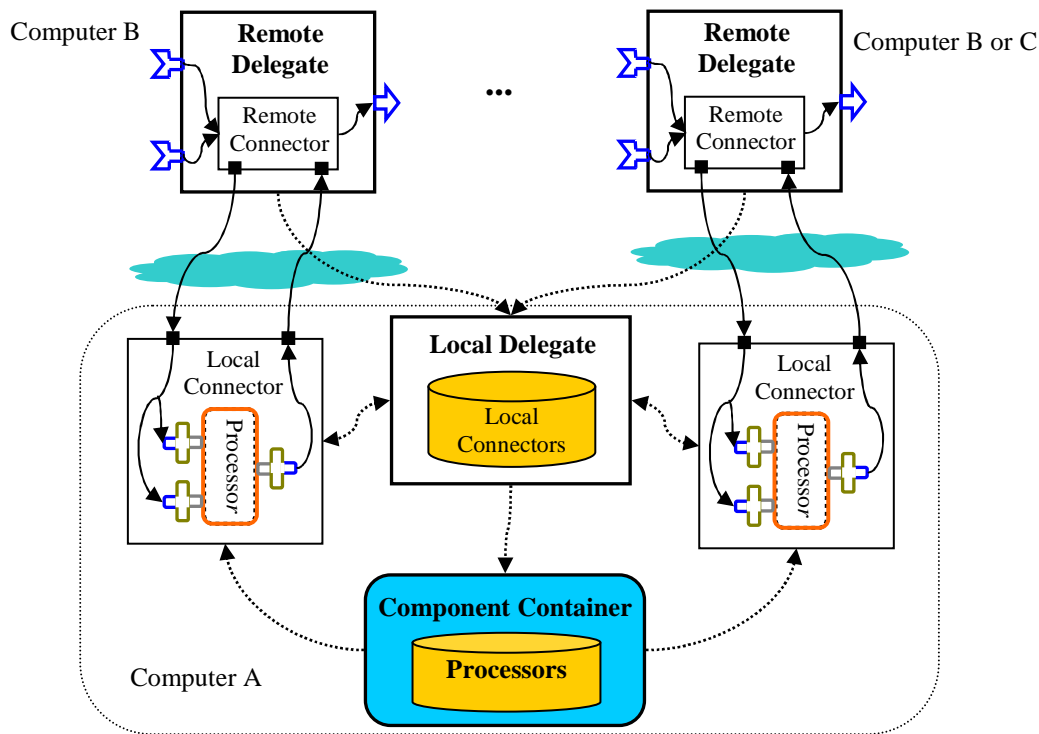 Computer B
Remote
Delegate
Remote
Connector
...
Remote
Delegate
Remote
Connector
Computer B or C
Local
Connector
Processor
Local Delegate
Local
Connectors
Local
Connector
Processor
Component Container
Processors
Computer A